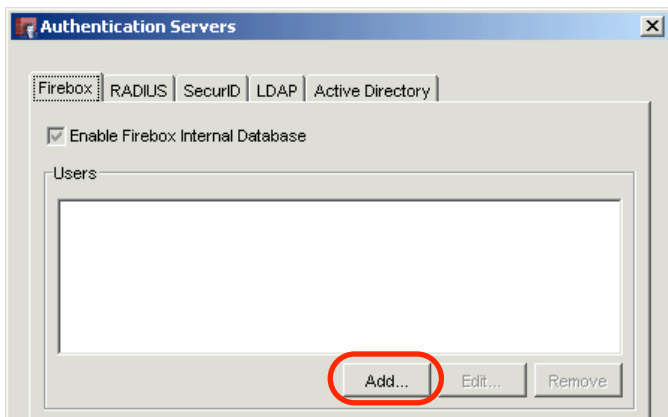 Authentication Servers
Firebox RADIUS SecurID LDAP Active Directory
Enable Firebox Internal Database
Users
Add... Edit... Remove